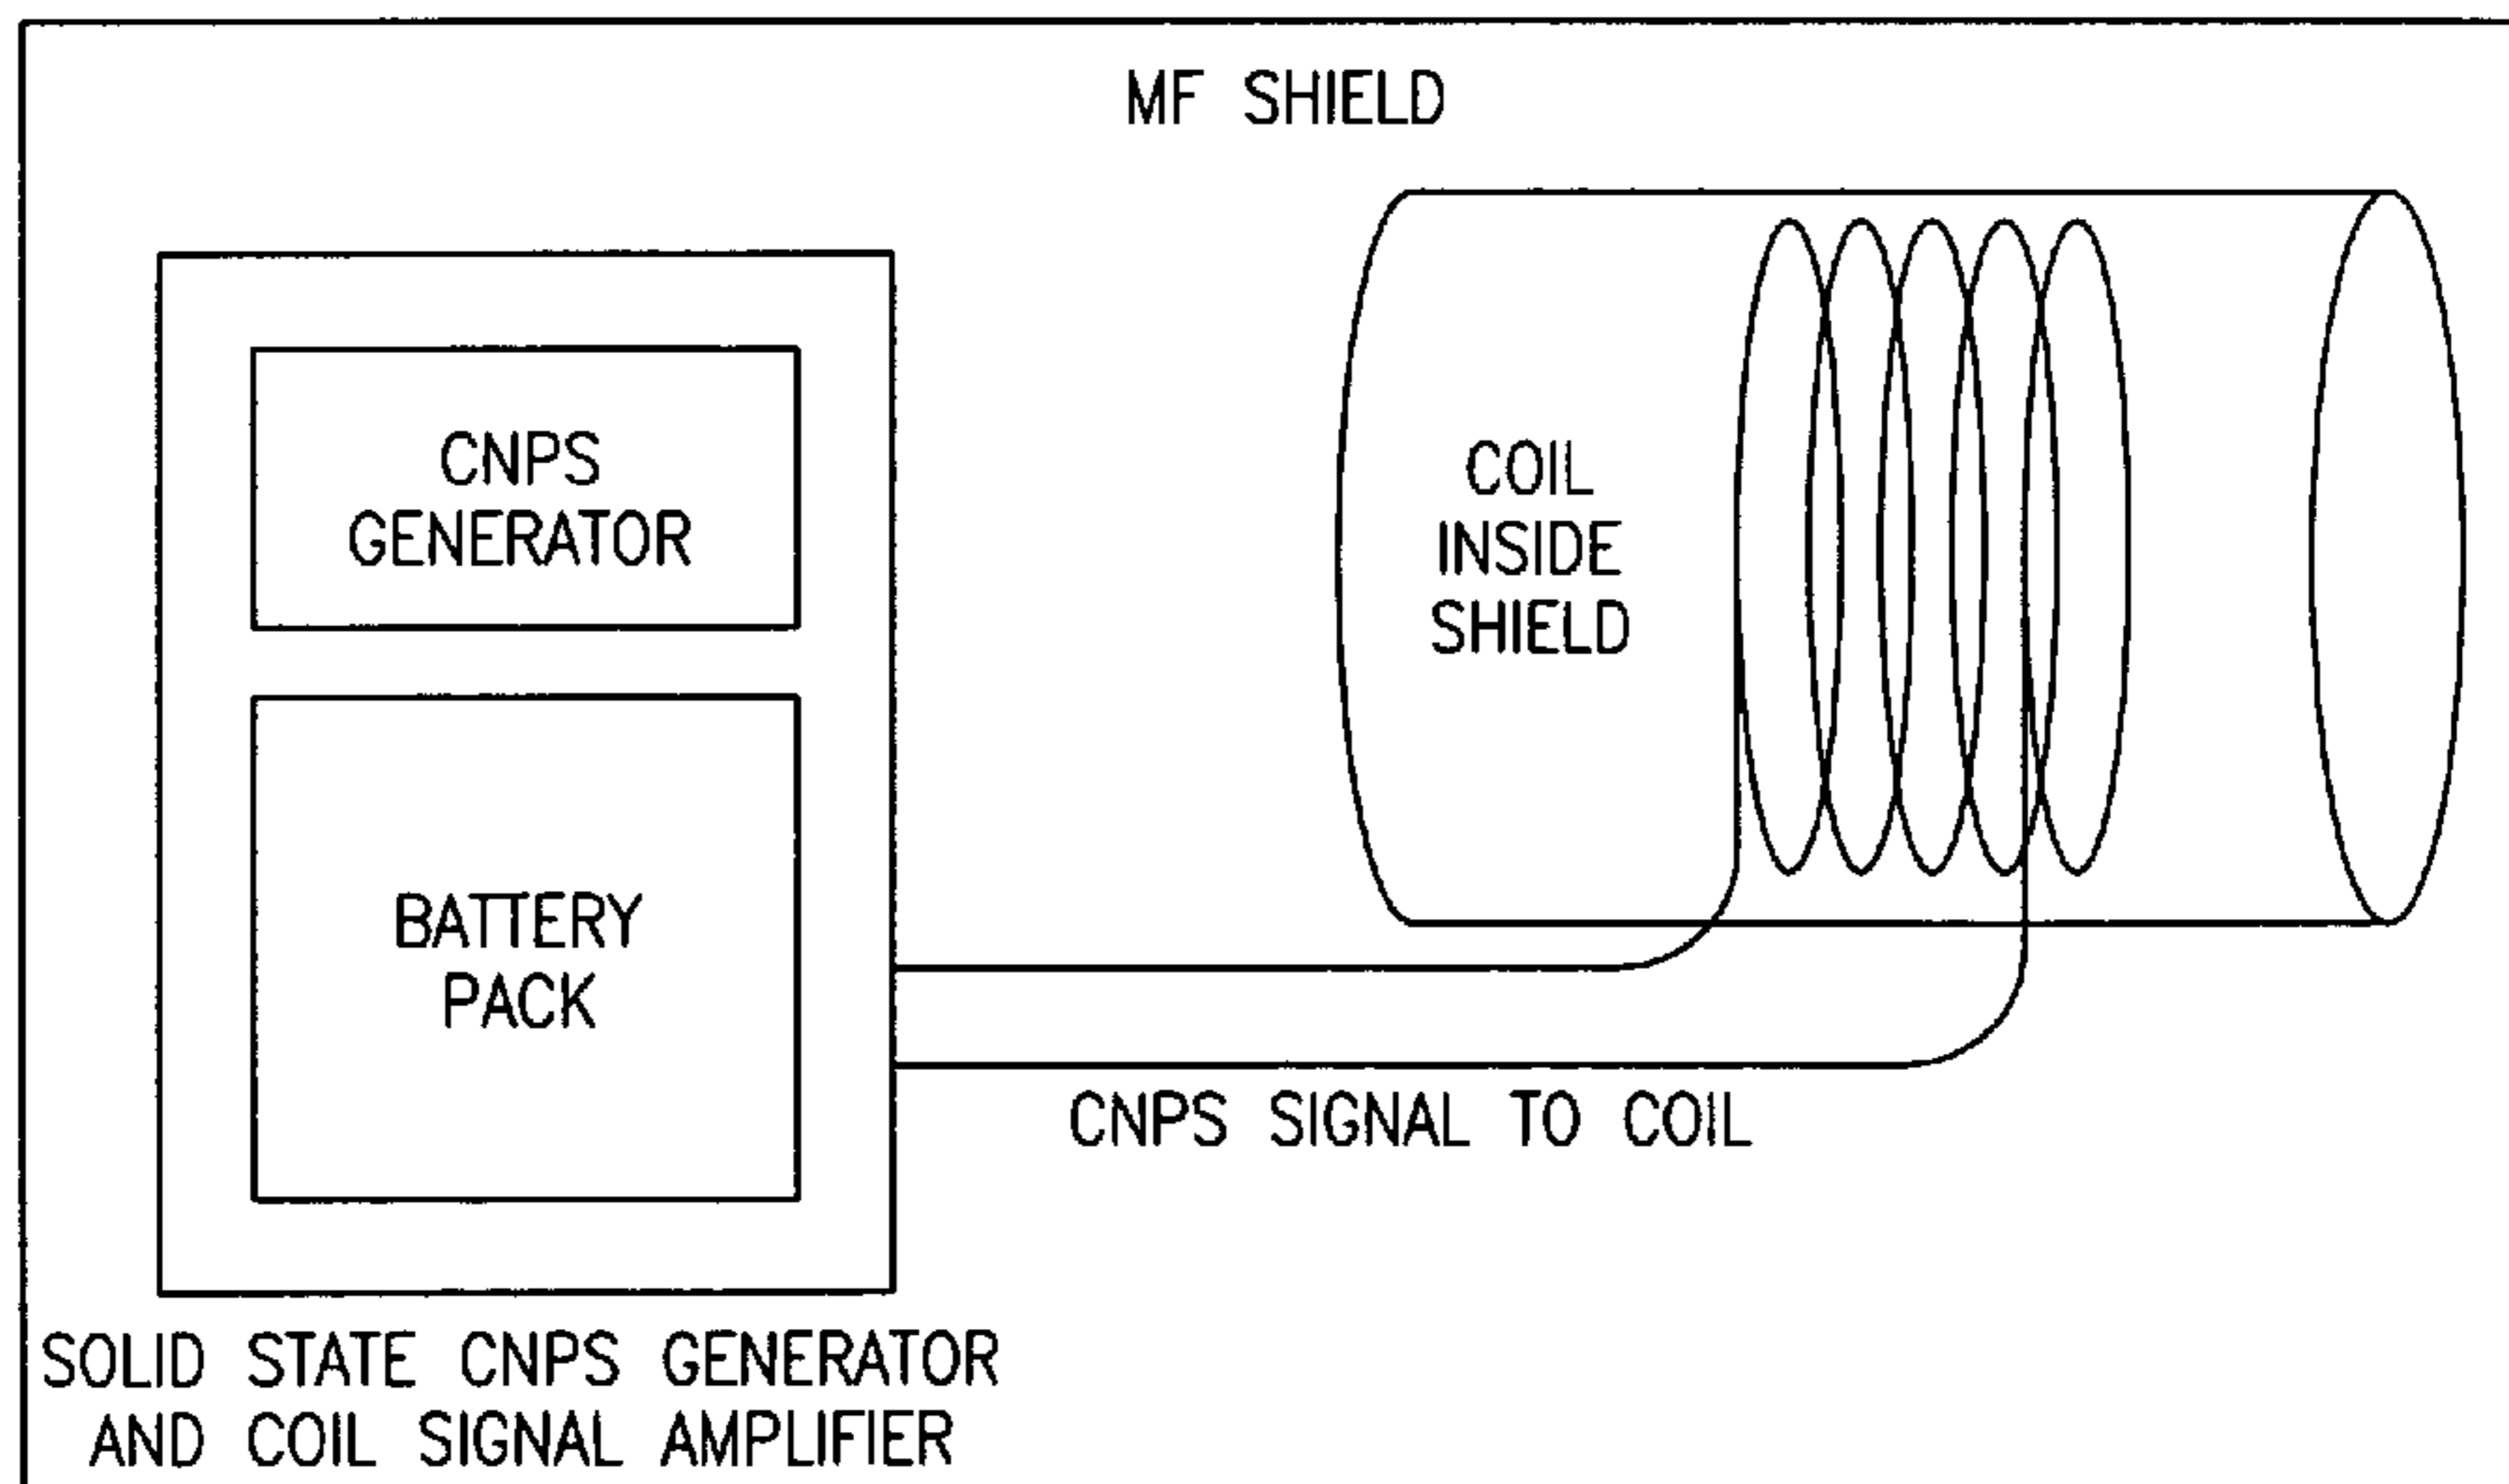 MF SHIELD
CNPS
GENERATOR
BATTERY
PACK
COIL
INSIDE
SHIELD
CNPS SIGNAL TO COIL
SOLID STATE CNPS GENERATOR
AND COIL SIGNAL AMPLIFIER